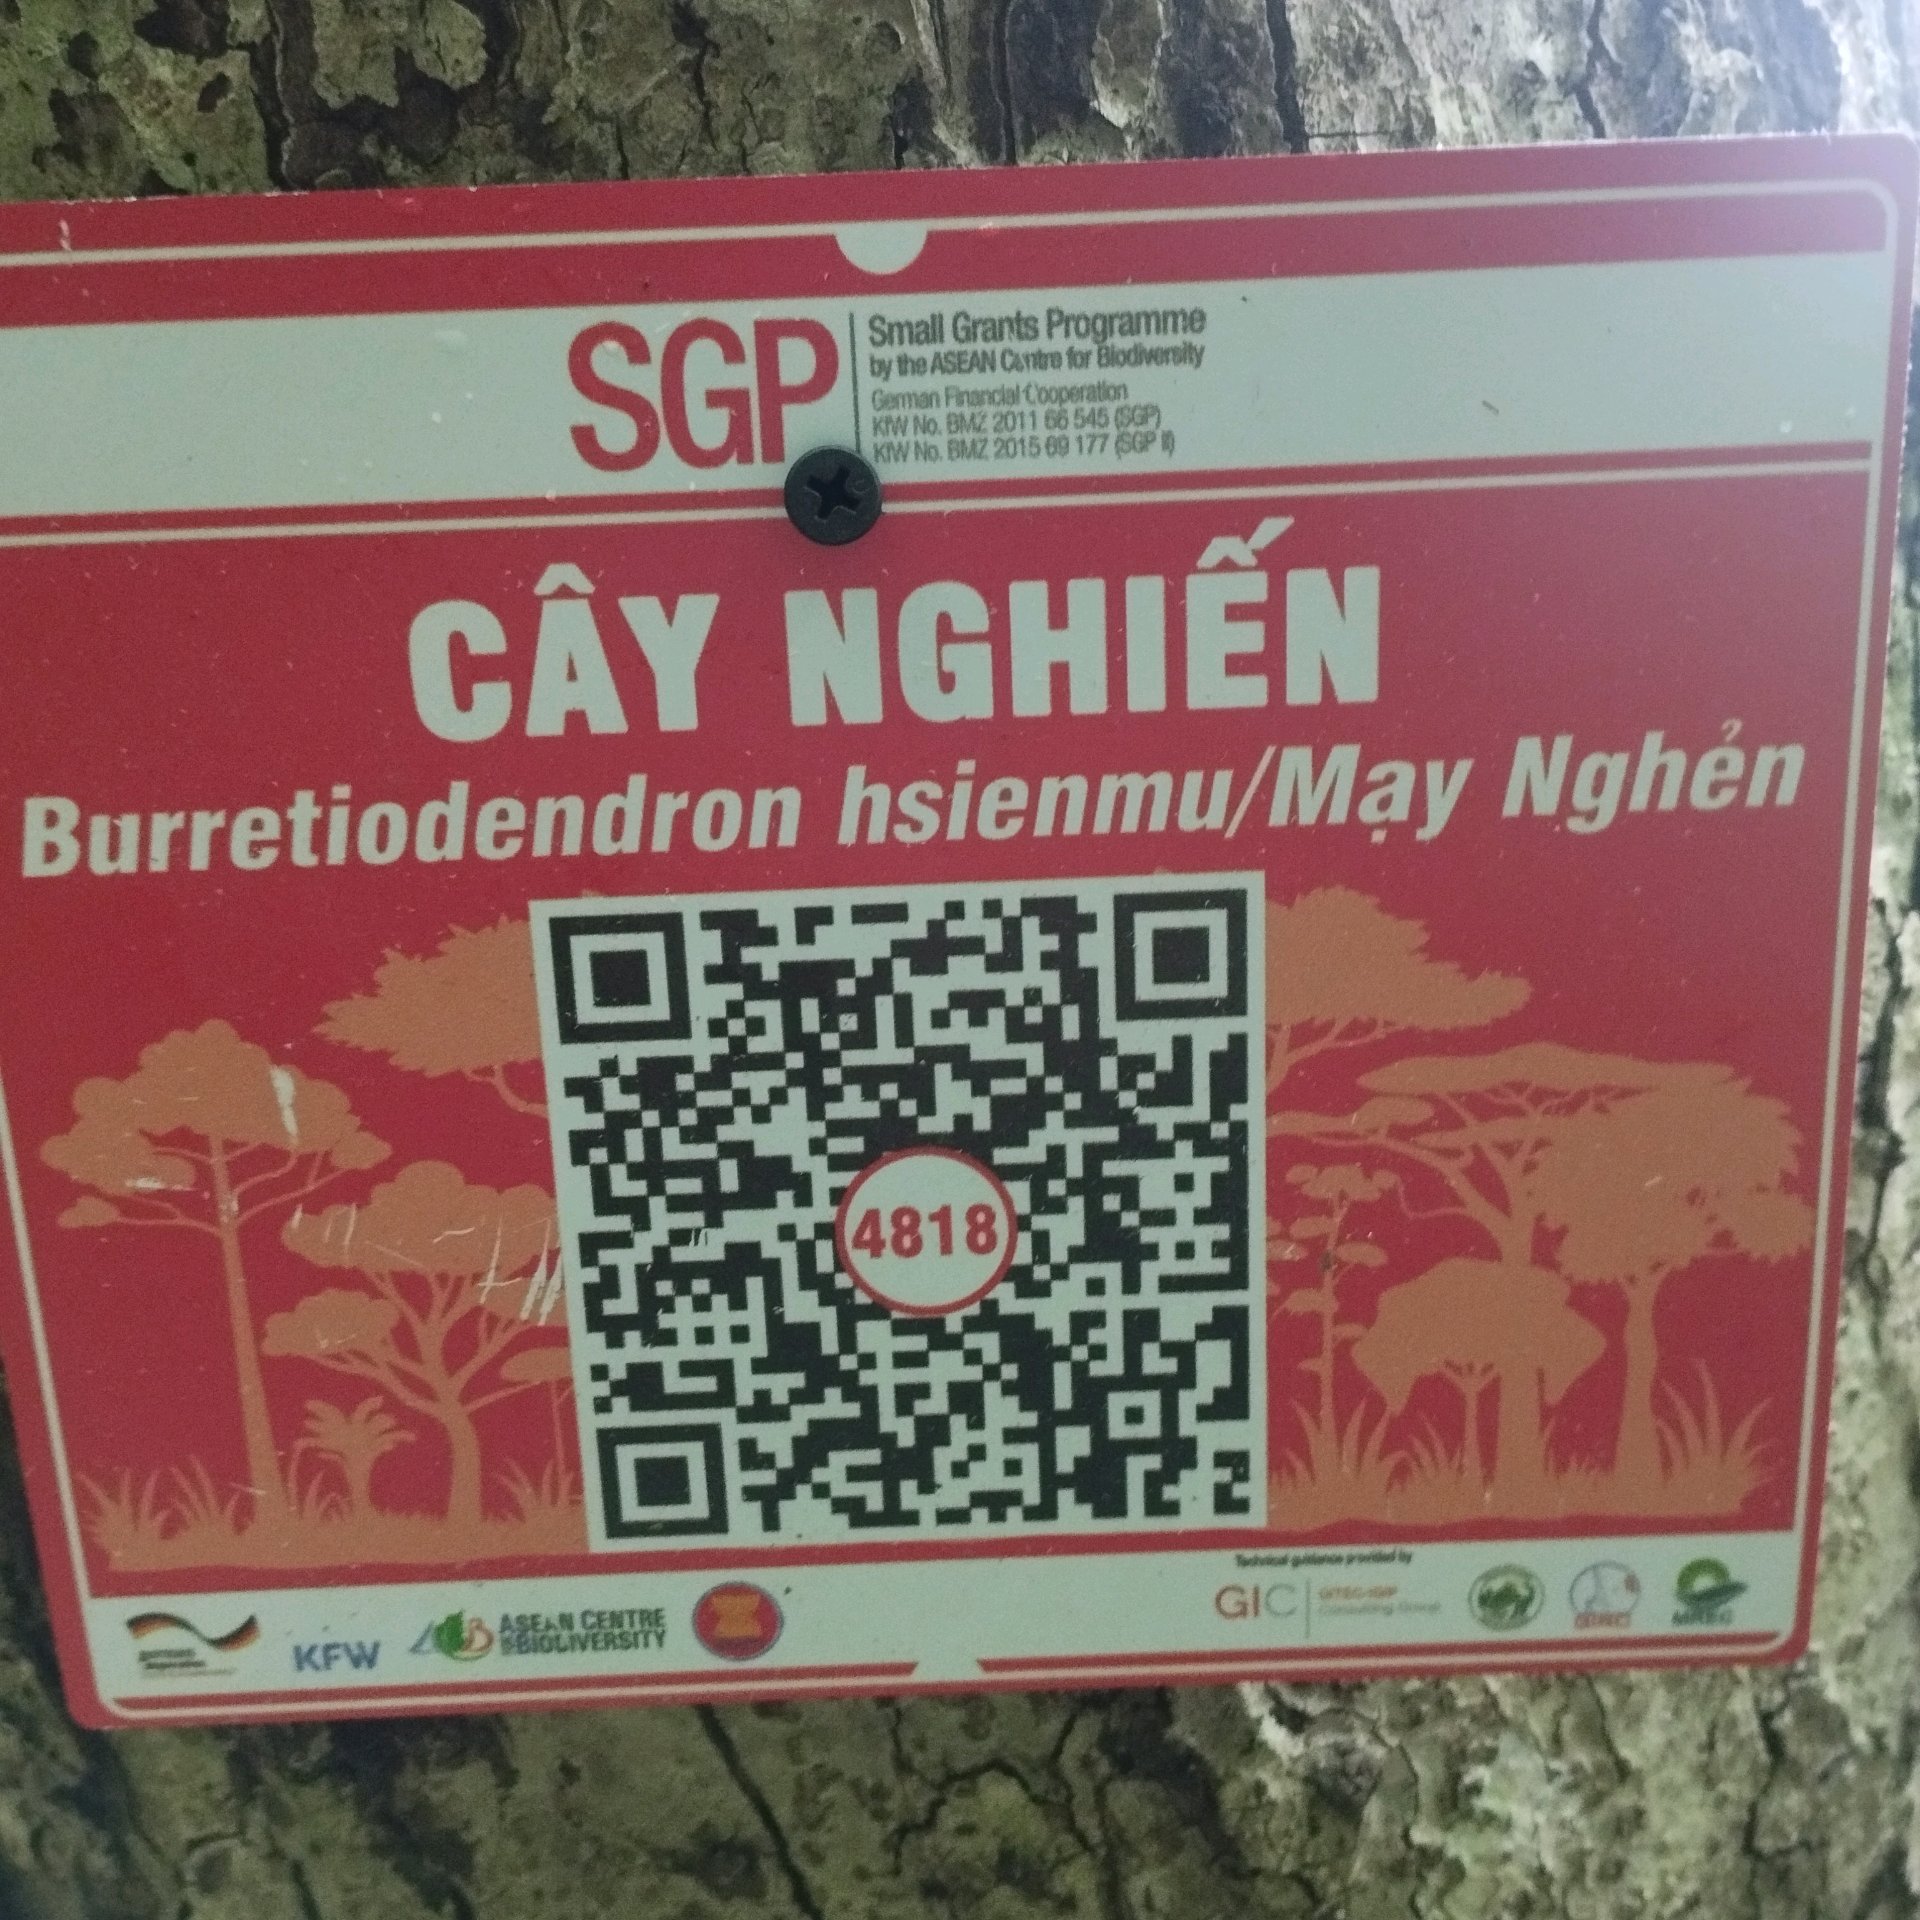 SGP
Small Grants Programme
by the ASEAN Centre for Biodiversity
German Financial Cooperation
KfW No. BMZ 2011 66 545 (SGP)
KfW No. BMZ 2015 69 177 (SGP II)
CÂY NGHIẾN
Burretiodendron hsienmu/Mạy Nghẻn
4818
Technical guidance provided by
KFW
ASEAN CENTRE
BIODIVERSITY
GIC